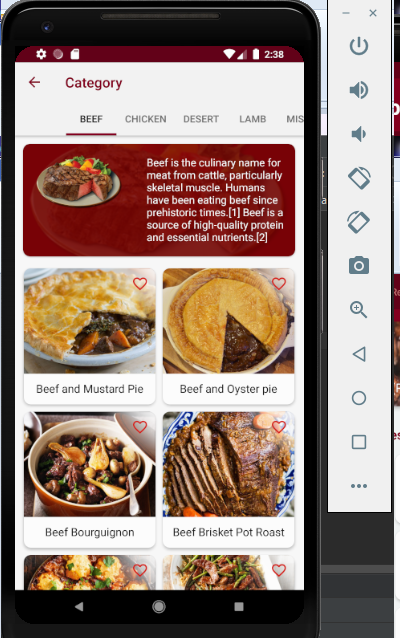 2:38
Category
BEEF CHICKEN DESERT LAMB MIS
Beef is the culinary name for
meat from cattle, particularly
skeletal muscle. Humans
have been eating beef since
prehistoric times.[1] Beef is a
source of high-quality protein
and essential nutrients.[2]
Beef and Mustard Pie Beef and Oyster pie
Beef Bourguignon Beef Brisket Pot Roast